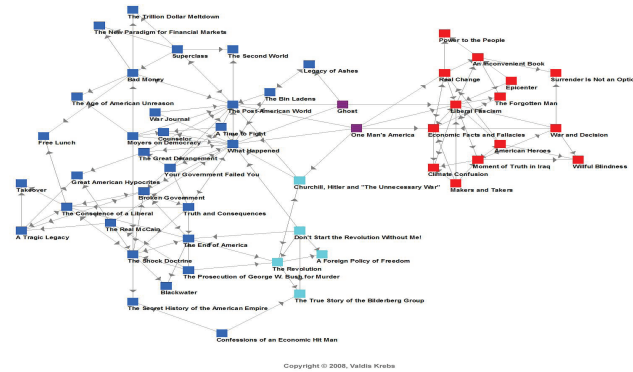 The Trillion Dollar Meltdown
The New Paradigm for Financial Markets
Power to the People
Superclass
The Second World
An Inconvenient Book
Legacy of Ashes
Bad Money
Real Change
Surrender Is Not an Optio
Epicenter
The Bin Ladens
The Age of American Unreason
The Forgotten Man
The Post-American World
Ghost
Liberal Fascism
War Journal
A Time to Fight
One Man's America
Economic Facts and Fallacies
War and Decision
Free Lunch
Moyers on Democracy
Counselor
What Happened
American Heroes
The Great Derangement
Moment of Truth in Iraq
Willful Blindness
Your Government Failed You
Climate Confusion
Takeover
Great American Hypocrites
Churchill, Hitler and "The Unnecessary War"
Makers and Takers
Broken Government
The Conscience of a Liberal
Truth and Consequences
The Real McCain
A Tragic Legacy
The End of America
Don't Start the Revolution Without Me!
The Shock Doctrine
A Foreign Policy of Freedom
The Revolution
The Prosecution of George W. Bush for Murder
Blackwater
The Secret History of the American Empire
The True Story of the Bilderberg Group
Confessions of an Economic Hit Man
Copyright © 2008, Valdis Krebs